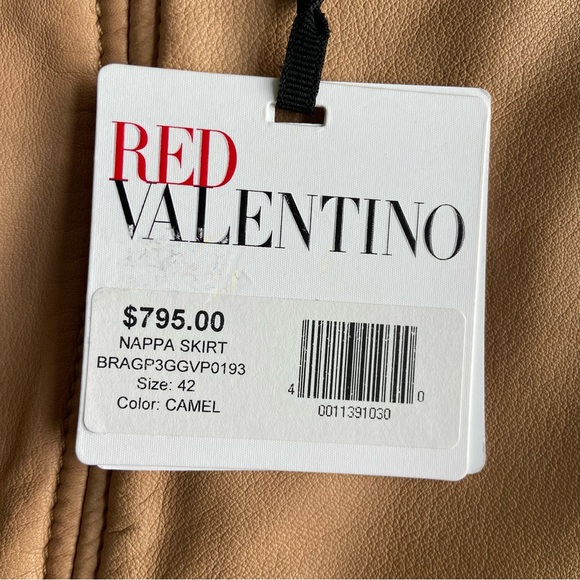 RED
VALENTINO
$795.00
NAPPA SKIRT
BRAGP3GGVP0193
Size: 42
Color: CAMEL
4 0
0011391030